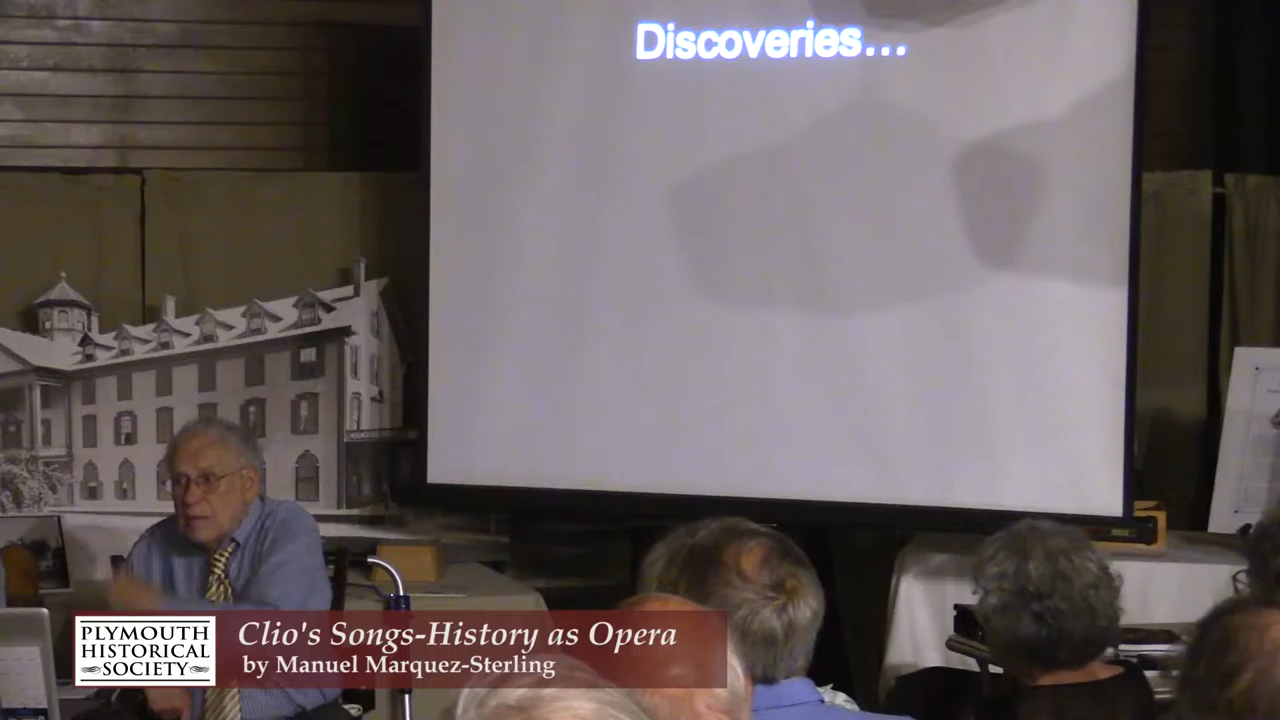 Discoveries...
PLYMOUTH
HISTORICAL
SOCIETY
Clio's Songs-History as Opera
by Manuel Marquez-Sterling